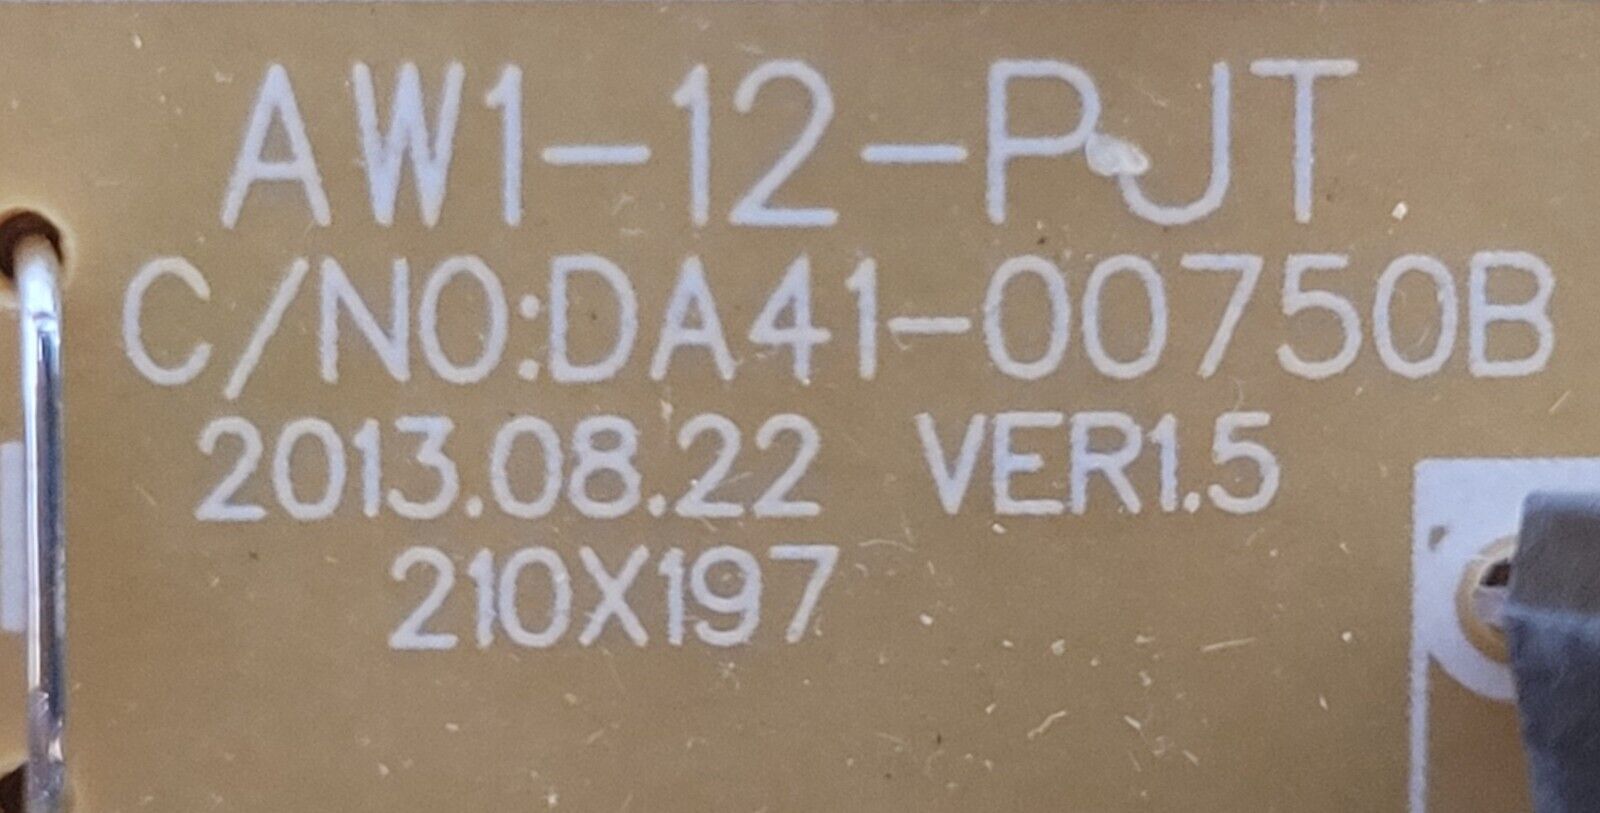 AW1-12-PJT
C/NO:DA41-00750B
2013.08.22 VER1.5
210X197